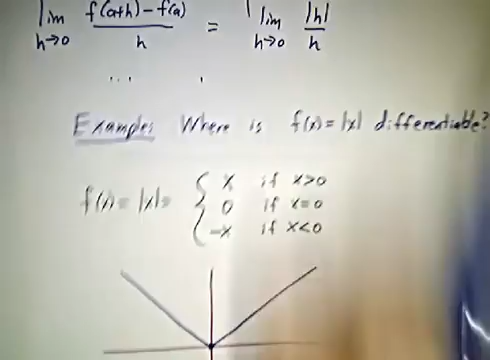 lim f(a+h) - f(a) / h = lim |h| / h
h→0 h→0
... .
Example: Where is f(x) = |x| differentiable?
f(x) = |x| = { x if x>0
0 if x=0
-x if x<0